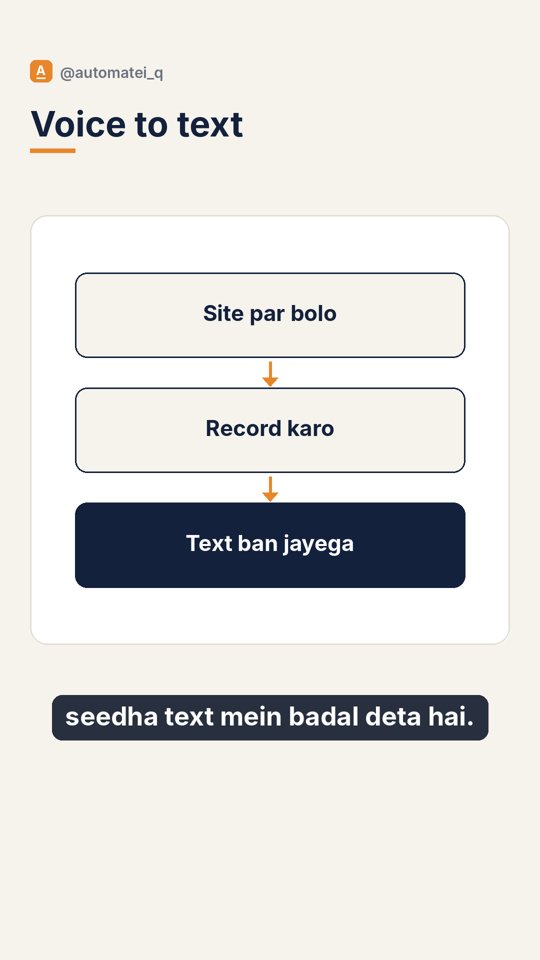 A @automatei_q
Voice to text
Site par bolo
Record karo
Text ban jayega
seedha text mein badal deta hai.